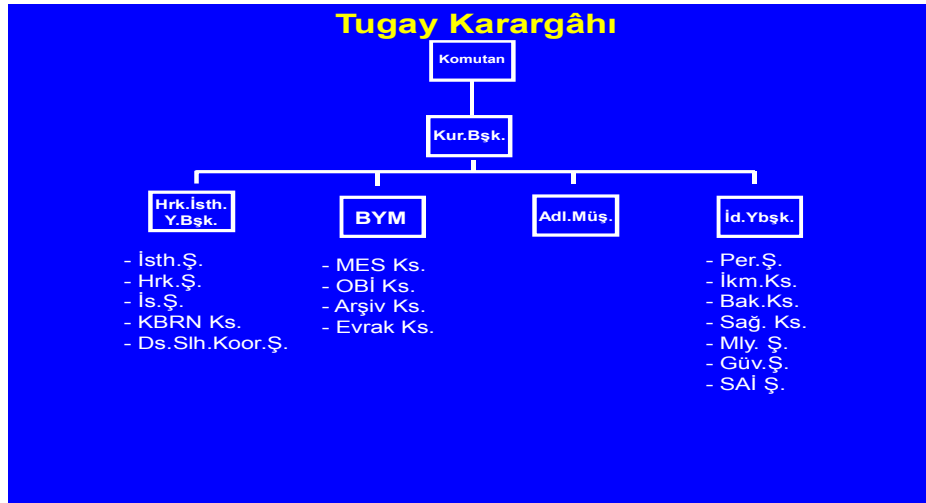 Tugay Karargâhı
Komutan
Kur.Bşk.
Hrk.İsth.
Y.Bşk.
BYM
Adl.Müş.
İd.Ybşk.
- İsth.Ş.
- Hrk.Ş.
- İs.Ş.
- KBRN Ks.
- Ds.Slh.Koor.Ş.
- MES Ks.
- OBİ Ks.
- Arşiv Ks.
- Evrak Ks.
- Per.Ş.
- İkm.Ks.
- Bak.Ks.
- Sağ. Ks.
- Mly. Ş.
- Güv.Ş.
- SAİ Ş.